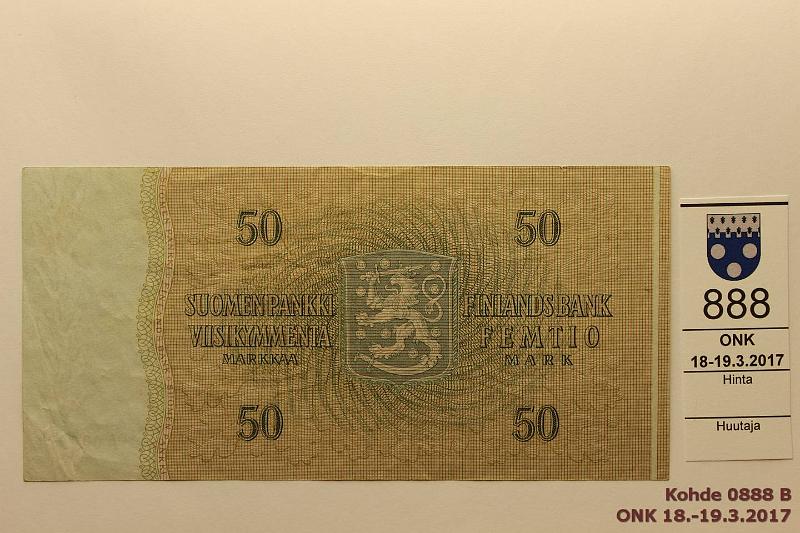 50 50
SUOMEN PANKKI FINLANDS BANK
VIISIKYMMENTÄ FEMTIO
MARKKAA MARK
50 50
888
ONK
18-19.3.2017
Hinta
Huutaja
Kohde 0888 B
ONK 18.-19.3.2017